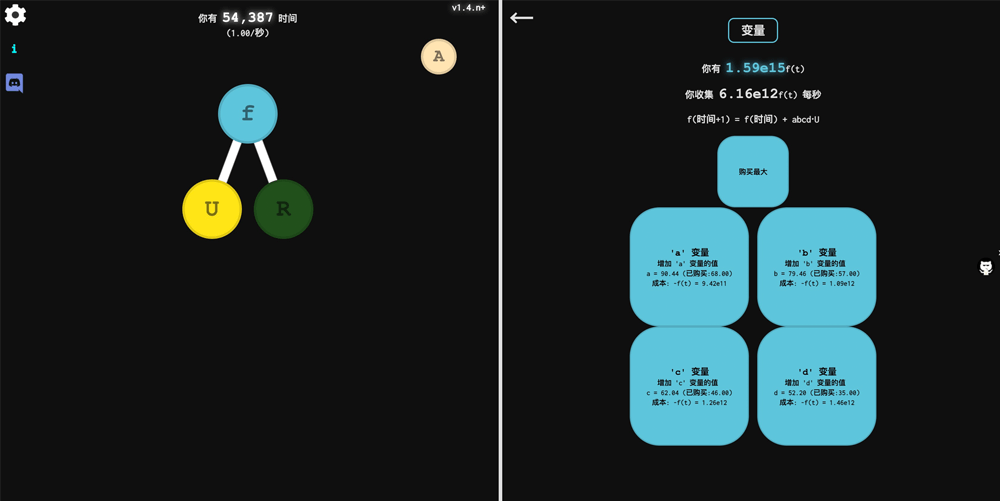 你有 54,387 时间
(1.00/秒)
v1.4.n+
i
A
f
U
R
变量
你有 1.59e15f(t)
你收集 6.16e12f(t) 每秒
f(时间+1) = f(时间) + abcd·U
购买最大
'a' 变量
增加 'a' 变量的值
a = 90.44 (已购买:68.00)
成本: -f(t) = 9.42e11
'b' 变量
增加 'b' 变量的值
b = 79.46 (已购买:57.00)
成本: -f(t) = 1.09e12
'c' 变量
增加 'c' 变量的值
c = 62.04 (已购买:46.00)
成本: -f(t) = 1.26e12
'd' 变量
增加 'd' 变量的值
d = 52.20 (已购买:35.00)
成本: -f(t) = 1.46e12